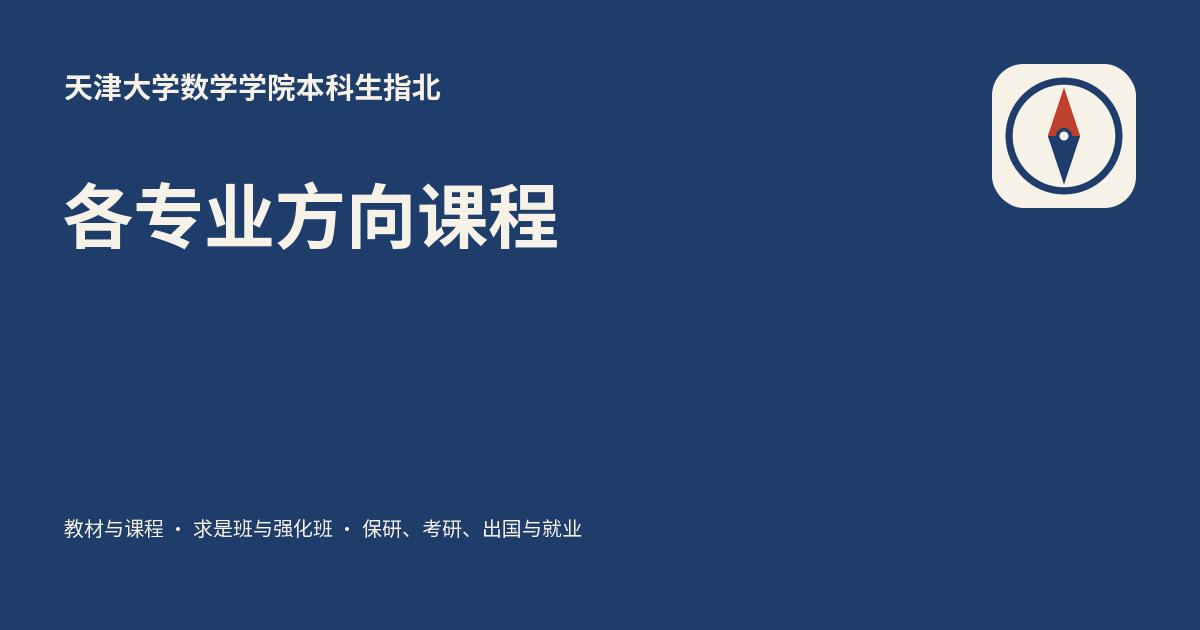 天津大学数学学院本科生指北
各专业方向课程
教材与课程 · 求是班与强化班 · 保研、考研、出国与就业